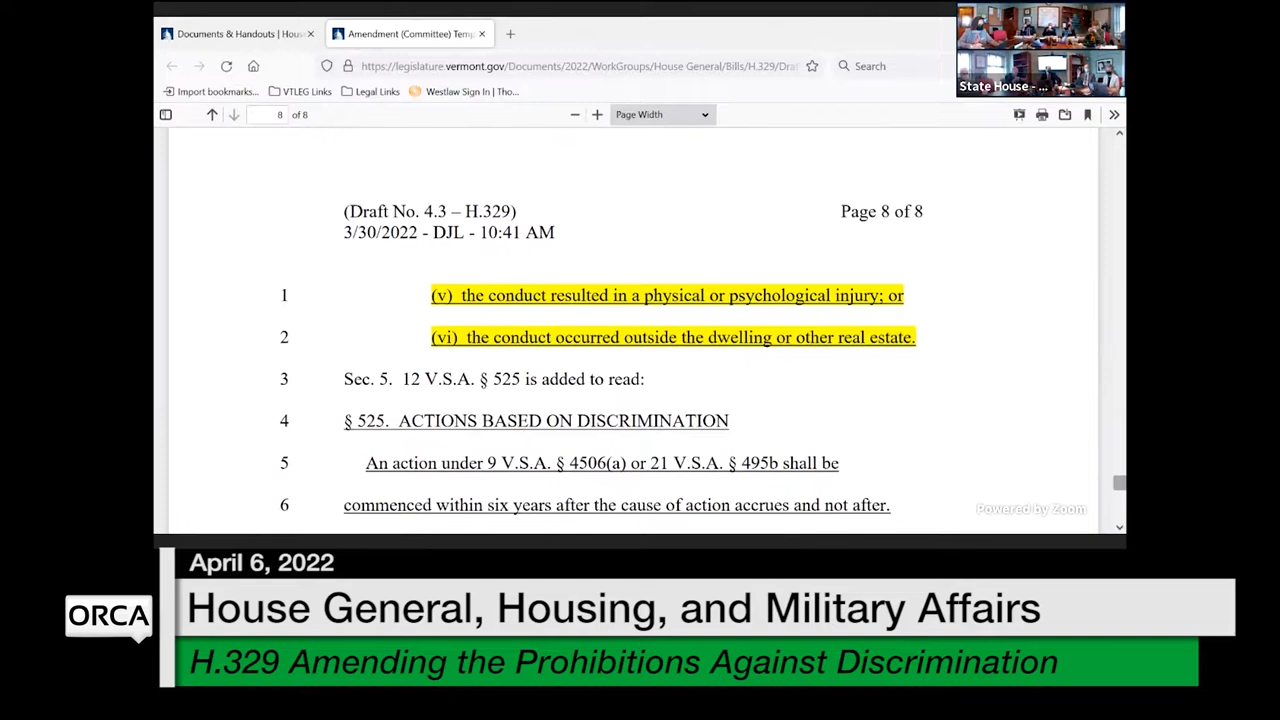 Documents & Handouts | Hous
Amendment (Committee) Temp
https://legislature.vermont.gov/Documents/2022/WorkGroups/House General/Bills/H.329/Dra
Search
Import bookmarks...
VTLEG Links
Legal Links
Westlaw Sign In | Tho...
State House - ...
8 of 8
Page Width
(Draft No. 4.3 – H.329)
Page 8 of 8
3/30/2022 - DJL - 10:41 AM
1 (v) the conduct resulted in a physical or psychological injury; or
2 (vi) the conduct occurred outside the dwelling or other real estate.
3 Sec. 5. 12 V.S.A. § 525 is added to read:
4 § 525. ACTIONS BASED ON DISCRIMINATION
5 An action under 9 V.S.A. § 4506(a) or 21 V.S.A. § 495b shall be
6 commenced within six years after the cause of action accrues and not after.
Powered by Zoom
April 6, 2022
ORCA
House General, Housing, and Military Affairs
H.329 Amending the Prohibitions Against Discrimination